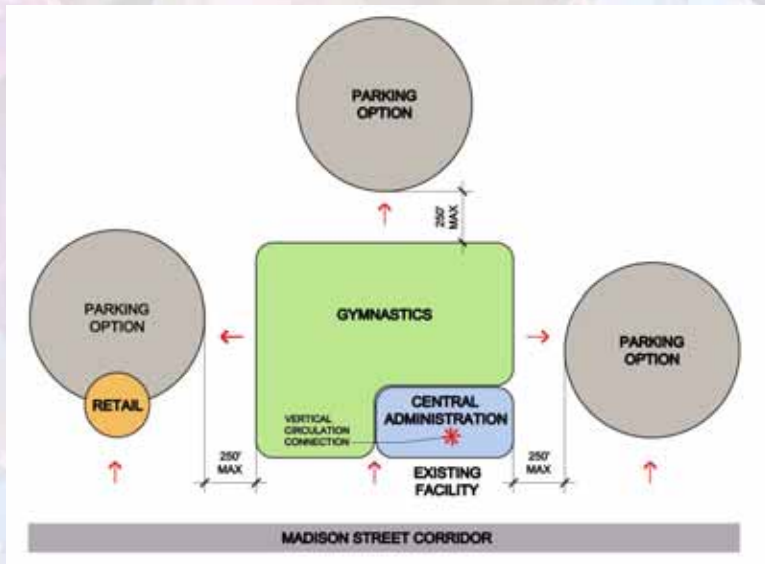 PARKING
OPTION
250'
MAX
PARKING
OPTION
GYMNASTICS
PARKING
OPTION
RETAIL
CENTRAL
ADMINISTRATION
VERTICAL
CIRCULATION
CONNECTION
250'
MAX
EXISTING
FACILITY
250'
MAX
MADISON STREET CORRIDOR